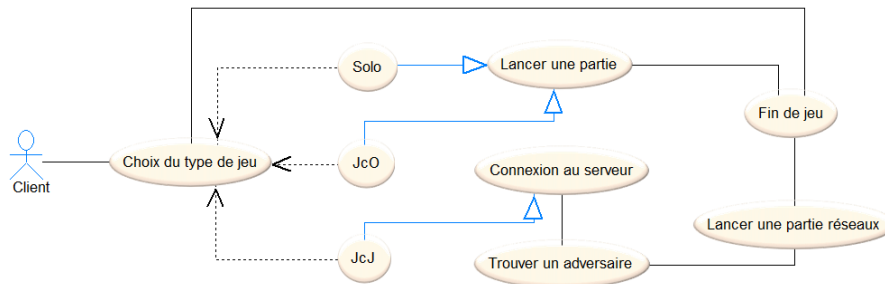 Solo
Lancer une partie
Fin de jeu
Client
Choix du type de jeu
JcO
Connexion au serveur
Lancer une partie réseaux
JcJ
Trouver un adversaire